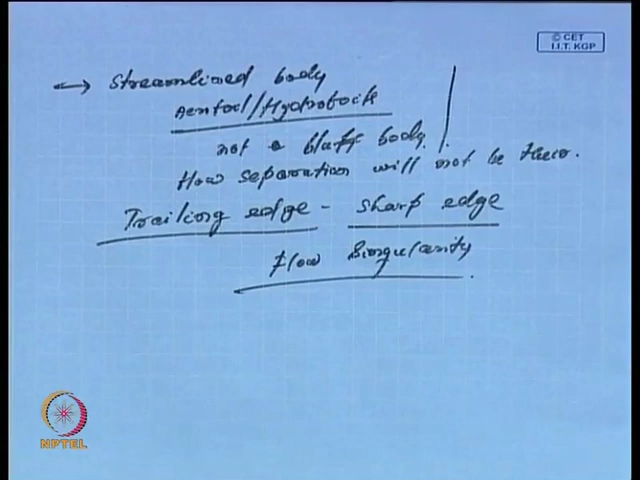 © CET
I.I.T. KGP
Streamlined body
Aerofoil/Hydrofoils
not a bluff body.
Flow separation will not be there.
Trailing edge - sharp edge
Flow Singularity
NPTEL